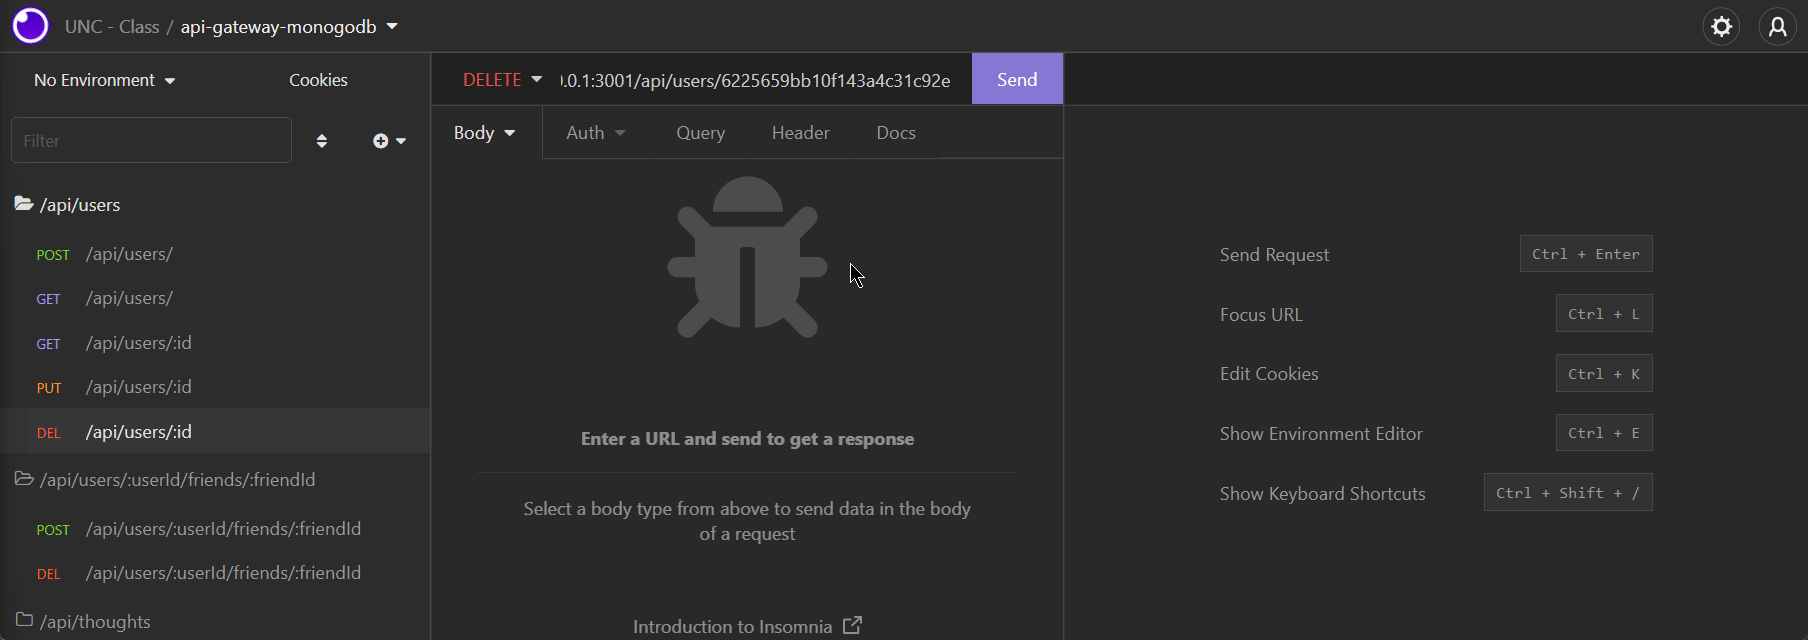 UNC - Class / api-gateway-monogodb
No Environment
Cookies
DELETE
.0.1:3001/api/users/6225659bb10f143a4c31c92e
Send
Filter
Body
Auth
Query
Header
Docs
/api/users
POST /api/users/
GET /api/users/
GET /api/users/:id
PUT /api/users/:id
DEL /api/users/:id
/api/users/:userId/friends/:friendId
POST /api/users/:userId/friends/:friendId
DEL /api/users/:userId/friends/:friendId
/api/thoughts
Enter a URL and send to get a response
Select a body type from above to send data in the body
of a request
Introduction to Insomnia
Send Request Ctrl + Enter
Focus URL Ctrl + L
Edit Cookies Ctrl + K
Show Environment Editor Ctrl + E
Show Keyboard Shortcuts Ctrl + Shift + /